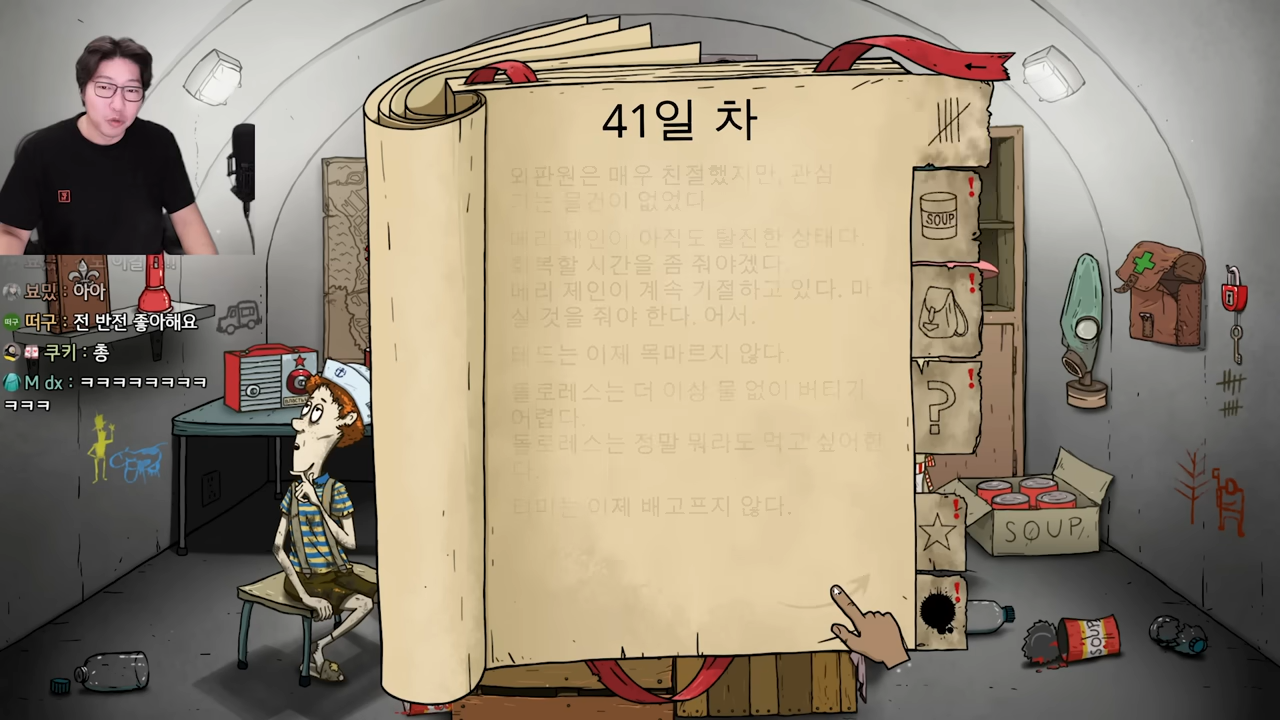 41일 차
외판원은 매우 친절했지만, 관심
가는 물건이 없었다
메리 제인이 아직도 탈진한 상태다.
회복할 시간을 좀 줘야겠다
메리 제인이 계속 기절하고 있다. 마
실 것을 줘야 한다. 어서.
테드는 이제 목마르지 않다.
돌로레스는 더 이상 물 없이 버티기
어렵다.
돌로레스는 정말 뭐라도 먹고 싶어한
다.
티미는 이제 배고프지 않다.
SOUP
!
!
?
!
!
!
SOUP
SOUP
뵤밌 : 아아
떠구 : 전 반전 좋아해요
쿠키 : 총
M dx : ㅋㅋㅋㅋㅋㅋㅋㅋ
ㅋㅋㅋ